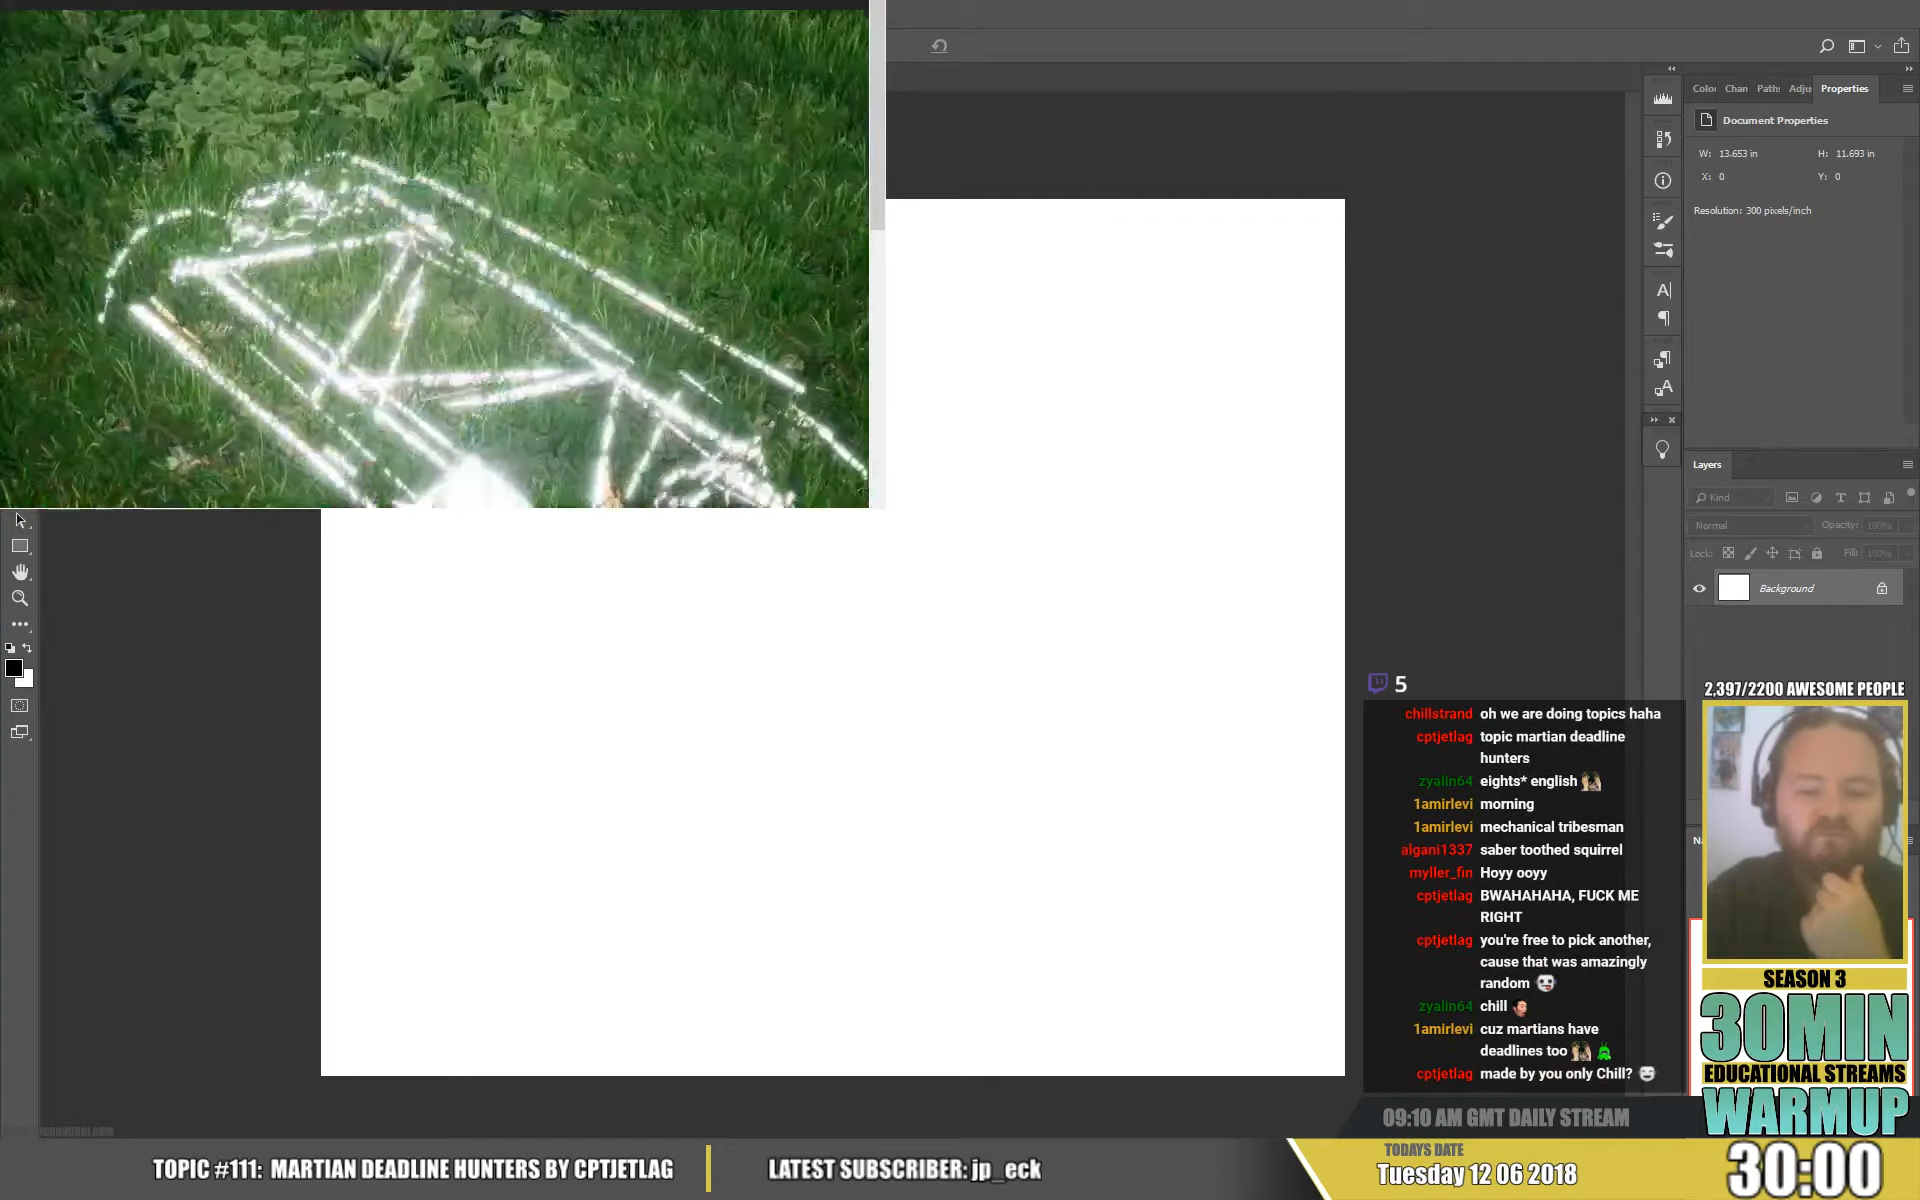 Color Chan Paths Adju Properties
Document Properties
W: 13.653 in H: 11.693 in
X: 0 Y: 0
Resolution: 300 pixels/inch
Layers
Kind
Normal Opacity: 100%
Lock: Fill: 100%
Background
2,397/2200 AWESOME PEOPLE
5
chillstrand oh we are doing topics haha
cptjetlag topic martian deadline
hunters
zyalin64 eights* english
1amirlevi morning
1amirlevi mechanical tribesman
algani1337 saber toothed squirrel
myller_fin Hoyy ooyy
cptjetlag BWAHAHAHA, FUCK ME
RIGHT
cptjetlag you're free to pick another,
cause that was amazingly
random
zyalin64 chill
1amirlevi cuz martians have
deadlines too
cptjetlag made by you only Chill?
SEASON 3
30MIN
EDUCATIONAL STREAMS
WARMUP
09:10 AM GMT DAILY STREAM
TOPIC #111: MARTIAN DEADLINE HUNTERS BY CPTJETLAG
LATEST SUBSCRIBER: jp_eck
TODAYS DATE
Tuesday 12 06 2018
30:00